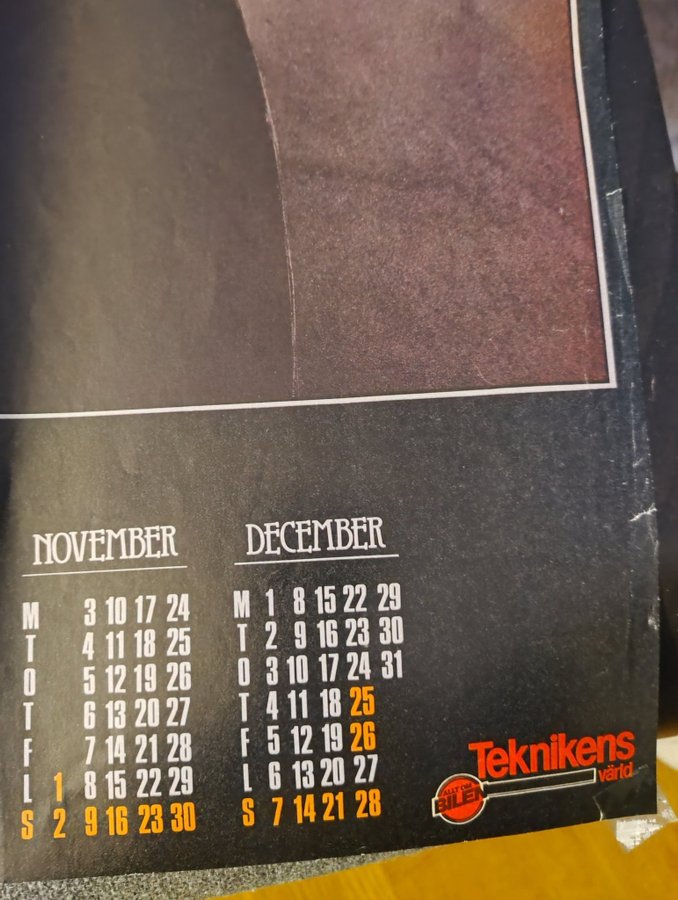 NOVEMBER
M 3 10 17 24
T 4 11 18 25
O 5 12 19 26
T 6 13 20 27
F 7 14 21 28
L 1 8 15 22 29
S 2 9 16 23 30
DECEMBER
M 1 8 15 22 29
T 2 9 16 23 30
O 3 10 17 24 31
T 4 11 18 25
F 5 12 19 26
L 6 13 20 27
S 7 14 21 28
Teknikens
värld
ALLT OM
BILEN